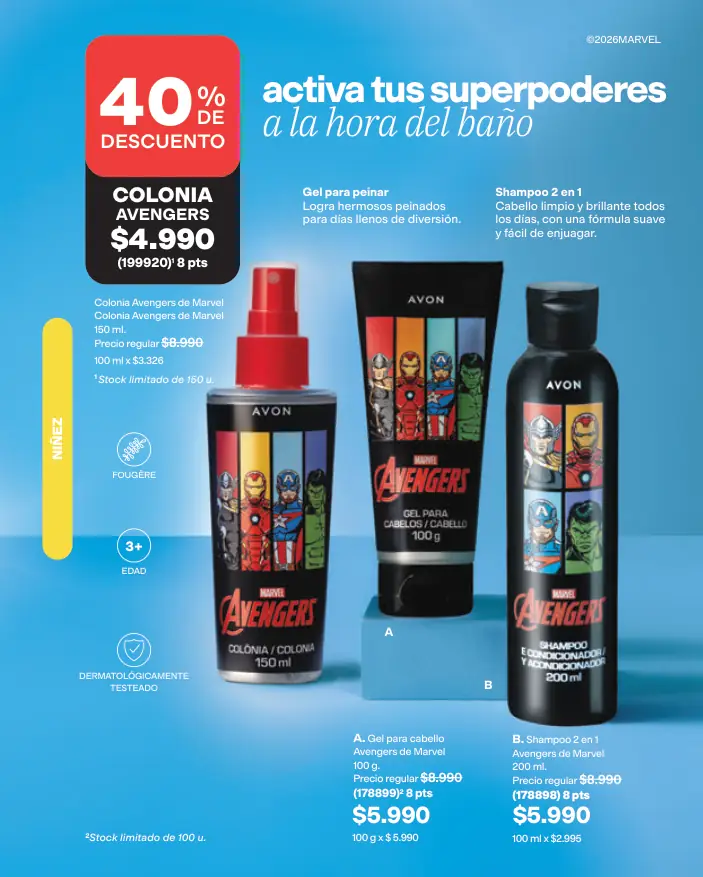 ©2026MARVEL
40%
DE
DESCUENTO
COLONIA
AVENGERS
$4.990
(199920)¹ 8 pts
activa tus superpoderes
a la hora del baño
Gel para peinar
Logra hermosos peinados
para días llenos de diversión.
Shampoo 2 en 1
Cabello limpio y brillante todos
los días, con una fórmula suave
y fácil de enjuagar.
Colonia Avengers de Marvel
Colonia Avengers de Marvel
150 ml.
Precio regular $8.990
100 ml x $3.326
¹ Stock limitado de 150 u.
NIÑEZ
FOUGÈRE
3+
EDAD
DERMATOLÓGICAMENTE
TESTEADO
AVON
MARVEL
AVENGERS
COLÔNIA / COLONIA
150 ml
AVON
MARVEL
AVENGERS
GEL PARA
CABELOS / CABELLO
100 g
AVON
MARVEL
AVENGERS
SHAMPOO
E CONDICIONADOR /
Y ACONDICIONADOR
200 ml
A
B
A. Gel para cabello
Avengers de Marvel
100 g.
Precio regular $8.990
(178899)² 8 pts
$5.990
100 g x $ 5.990
B. Shampoo 2 en 1
Avengers de Marvel
200 ml.
Precio regular $8.990
(178898) 8 pts
$5.990
100 ml x $2.995
²Stock limitado de 100 u.